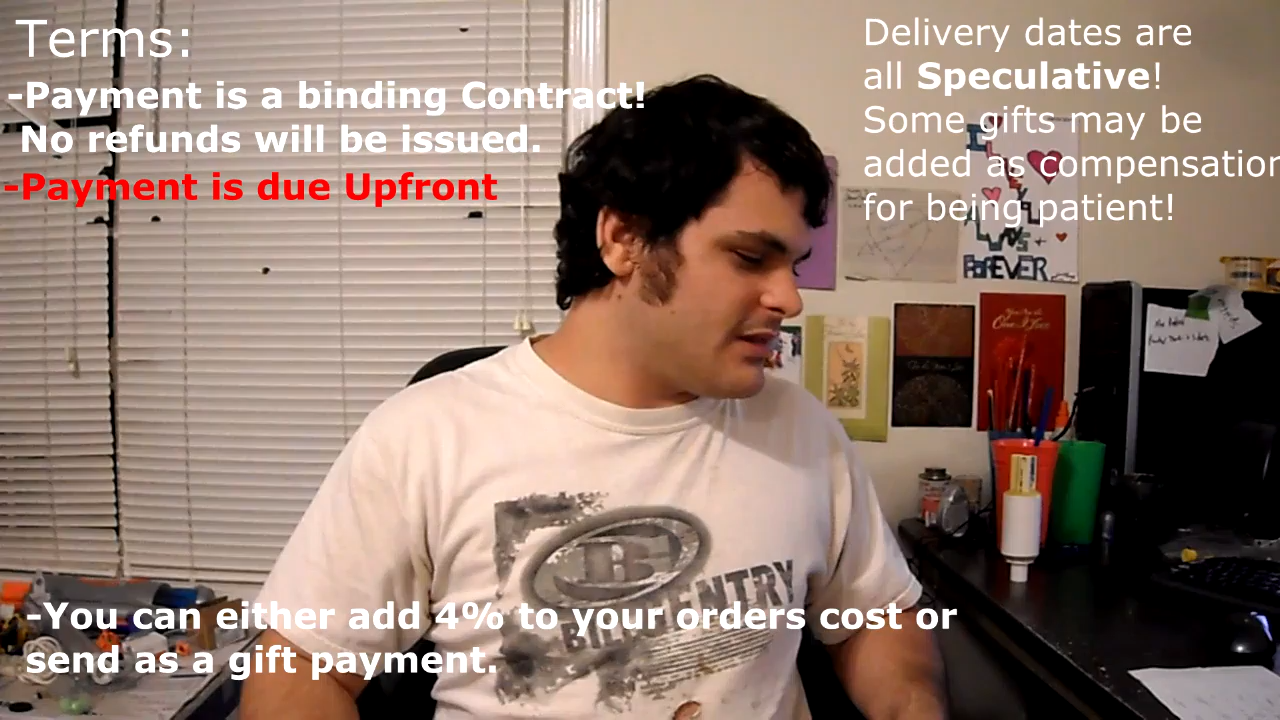 Terms:
-Payment is a binding Contract!
No refunds will be issued.
-Payment is due Upfront
Delivery dates are
all Speculative!
Some gifts may be
added as compensation
for being patient!
ALWAYS
FOREVER
B
-You can either add 4% to your orders cost or
send as a gift payment.